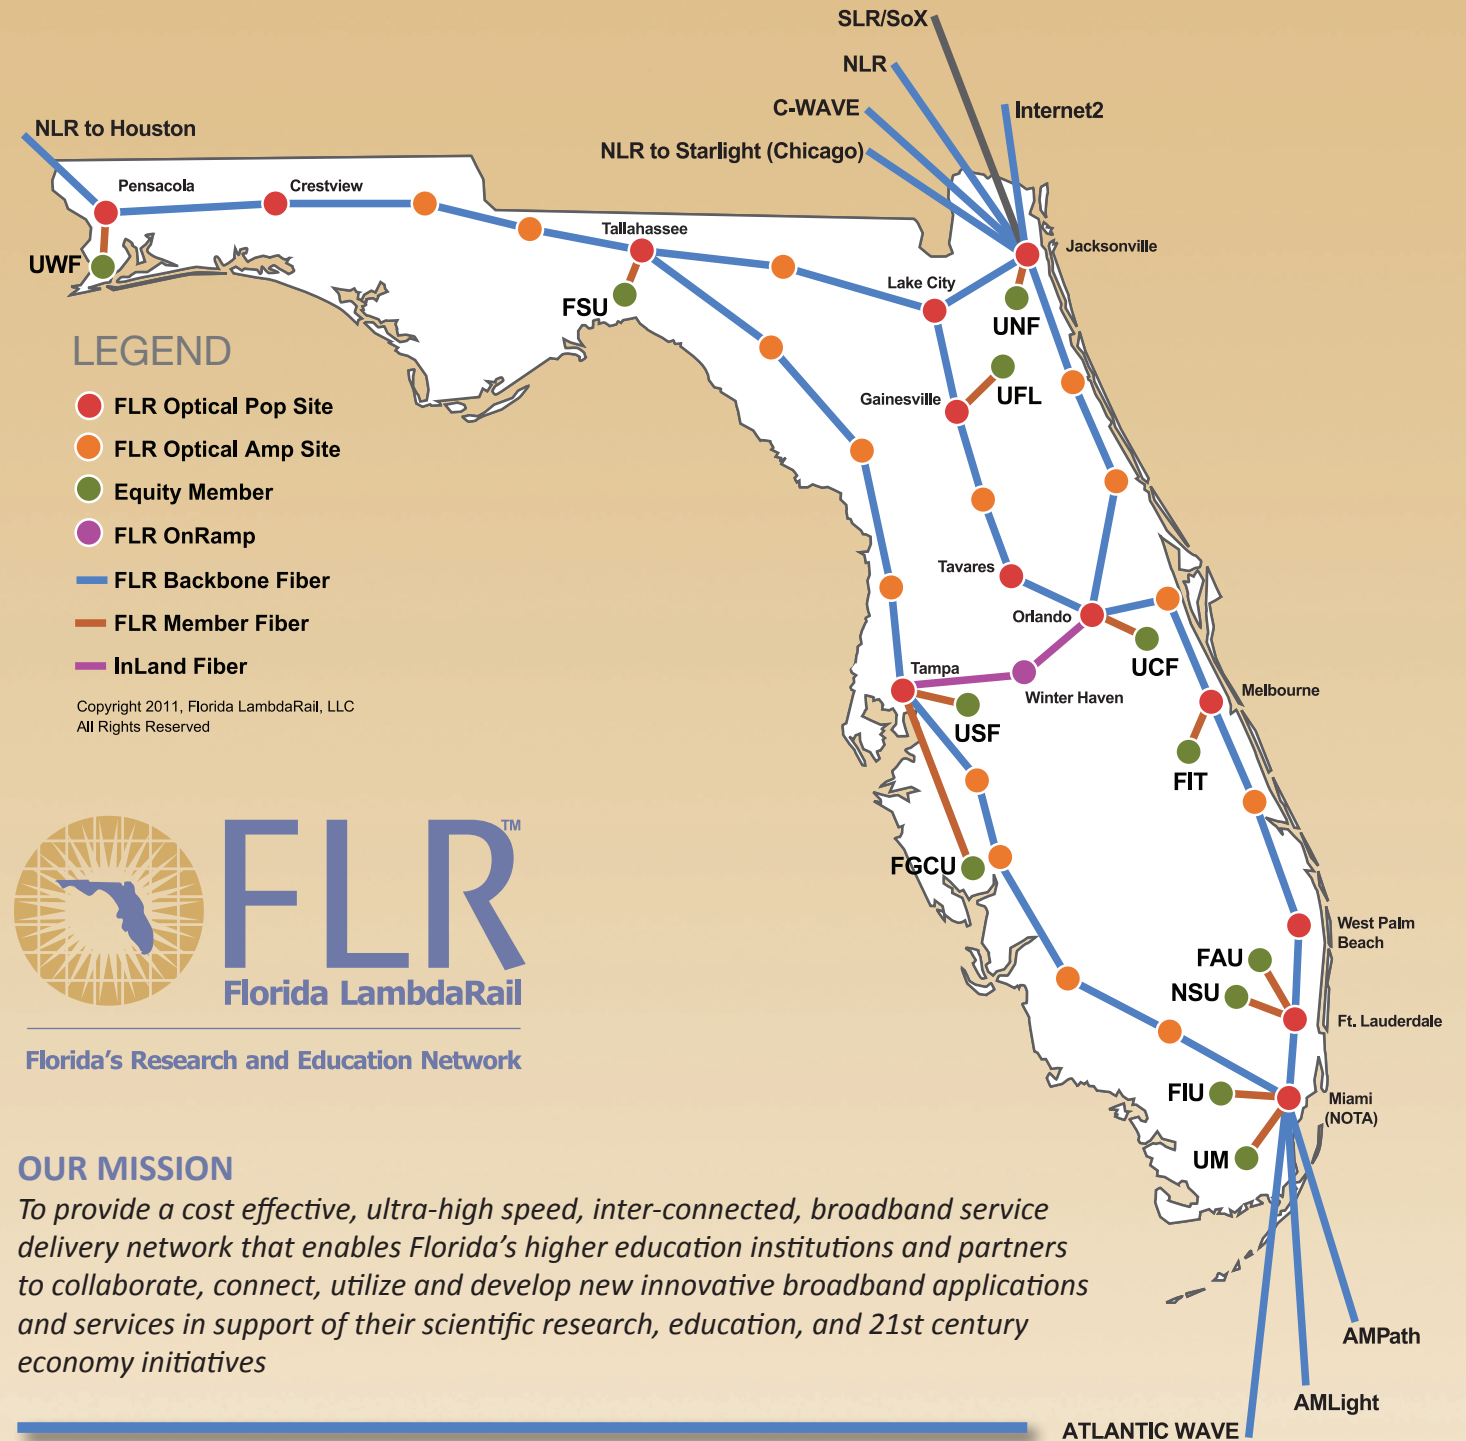 SLR/SoX
NLR
C-WAVE
Internet2
NLR to Houston
NLR to Starlight (Chicago)
Pensacola
Crestview
Tallahassee
Jacksonville
UWF
Lake City
FSU
UNF
LEGEND
FLR Optical Pop Site
FLR Optical Amp Site
Equity Member
FLR OnRamp
FLR Backbone Fiber
FLR Member Fiber
InLand Fiber
Copyright 2011, Florida LambdaRail, LLC
All Rights Reserved
UFL
Gainesville
Tavares
Orlando
UCF
Tampa
Winter Haven
Melbourne
USF
FIT
FGCU
West Palm
Beach
FAU
NSU
Ft. Lauderdale
FIU
Miami
(NOTA)
UM
FLR™
Florida LambdaRail
Florida's Research and Education Network
OUR MISSION
To provide a cost effective, ultra-high speed, inter-connected, broadband service
delivery network that enables Florida's higher education institutions and partners
to collaborate, connect, utilize and develop new innovative broadband applications
and services in support of their scientific research, education, and 21st century
economy initiatives
AMPath
AMLight
ATLANTIC WAVE